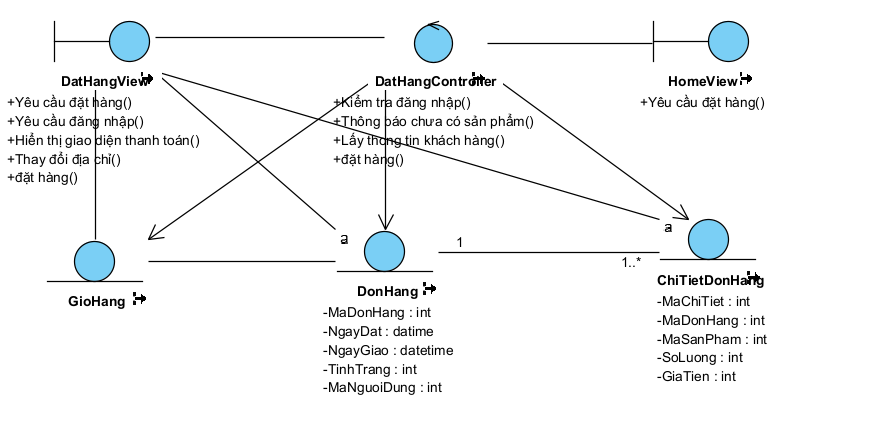 DatHangView
+Yêu cầu đặt hàng()
+Yêu cầu đăng nhập()
+Hiển thị giao diện thanh toán()
+Thay đổi địa chỉ()
+đặt hàng()
DatHangController
+Kiểm tra đăng nhập()
+Thông báo chưa có sản phẩm()
+Lấy thông tin khách hàng()
+đặt hàng()
HomeView
+Yêu cầu đặt hàng()
a
a
1
1..*
GioHang
DonHang
-MaDonHang : int
-NgayDat : datime
-NgayGiao : datetime
-TinhTrang : int
-MaNguoiDung : int
ChiTietDonHang
-MaChiTiet : int
-MaDonHang : int
-MaSanPham : int
-SoLuong : int
-GiaTien : int